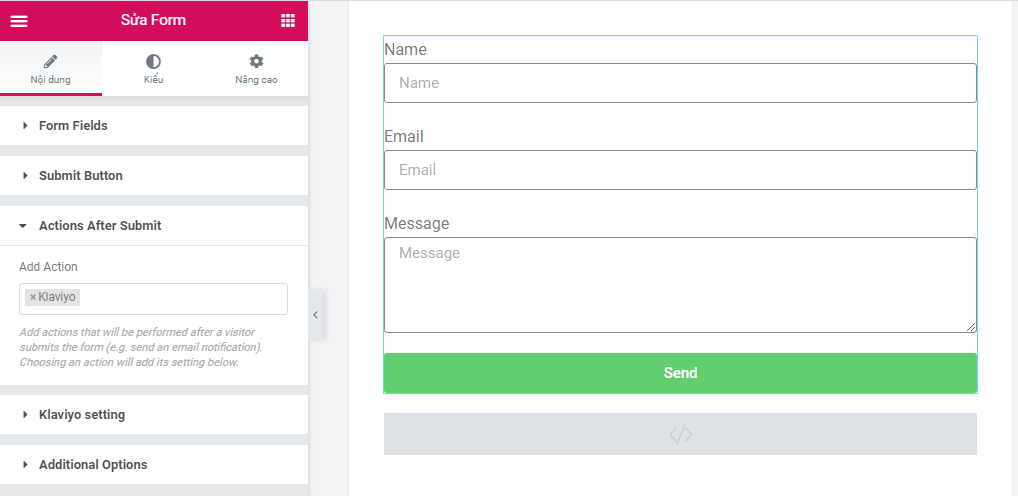 Sửa Form
Nội dung
Kiểu
Nâng cao
Form Fields
Submit Button
Actions After Submit
Add Action
×Klaviyo
Add actions that will be performed after a visitor
submits the form (e.g. send an email notification).
Choosing an action will add its setting below.
Klaviyo setting
Additional Options
Name
Name
Email
Email
Message
Message
Send